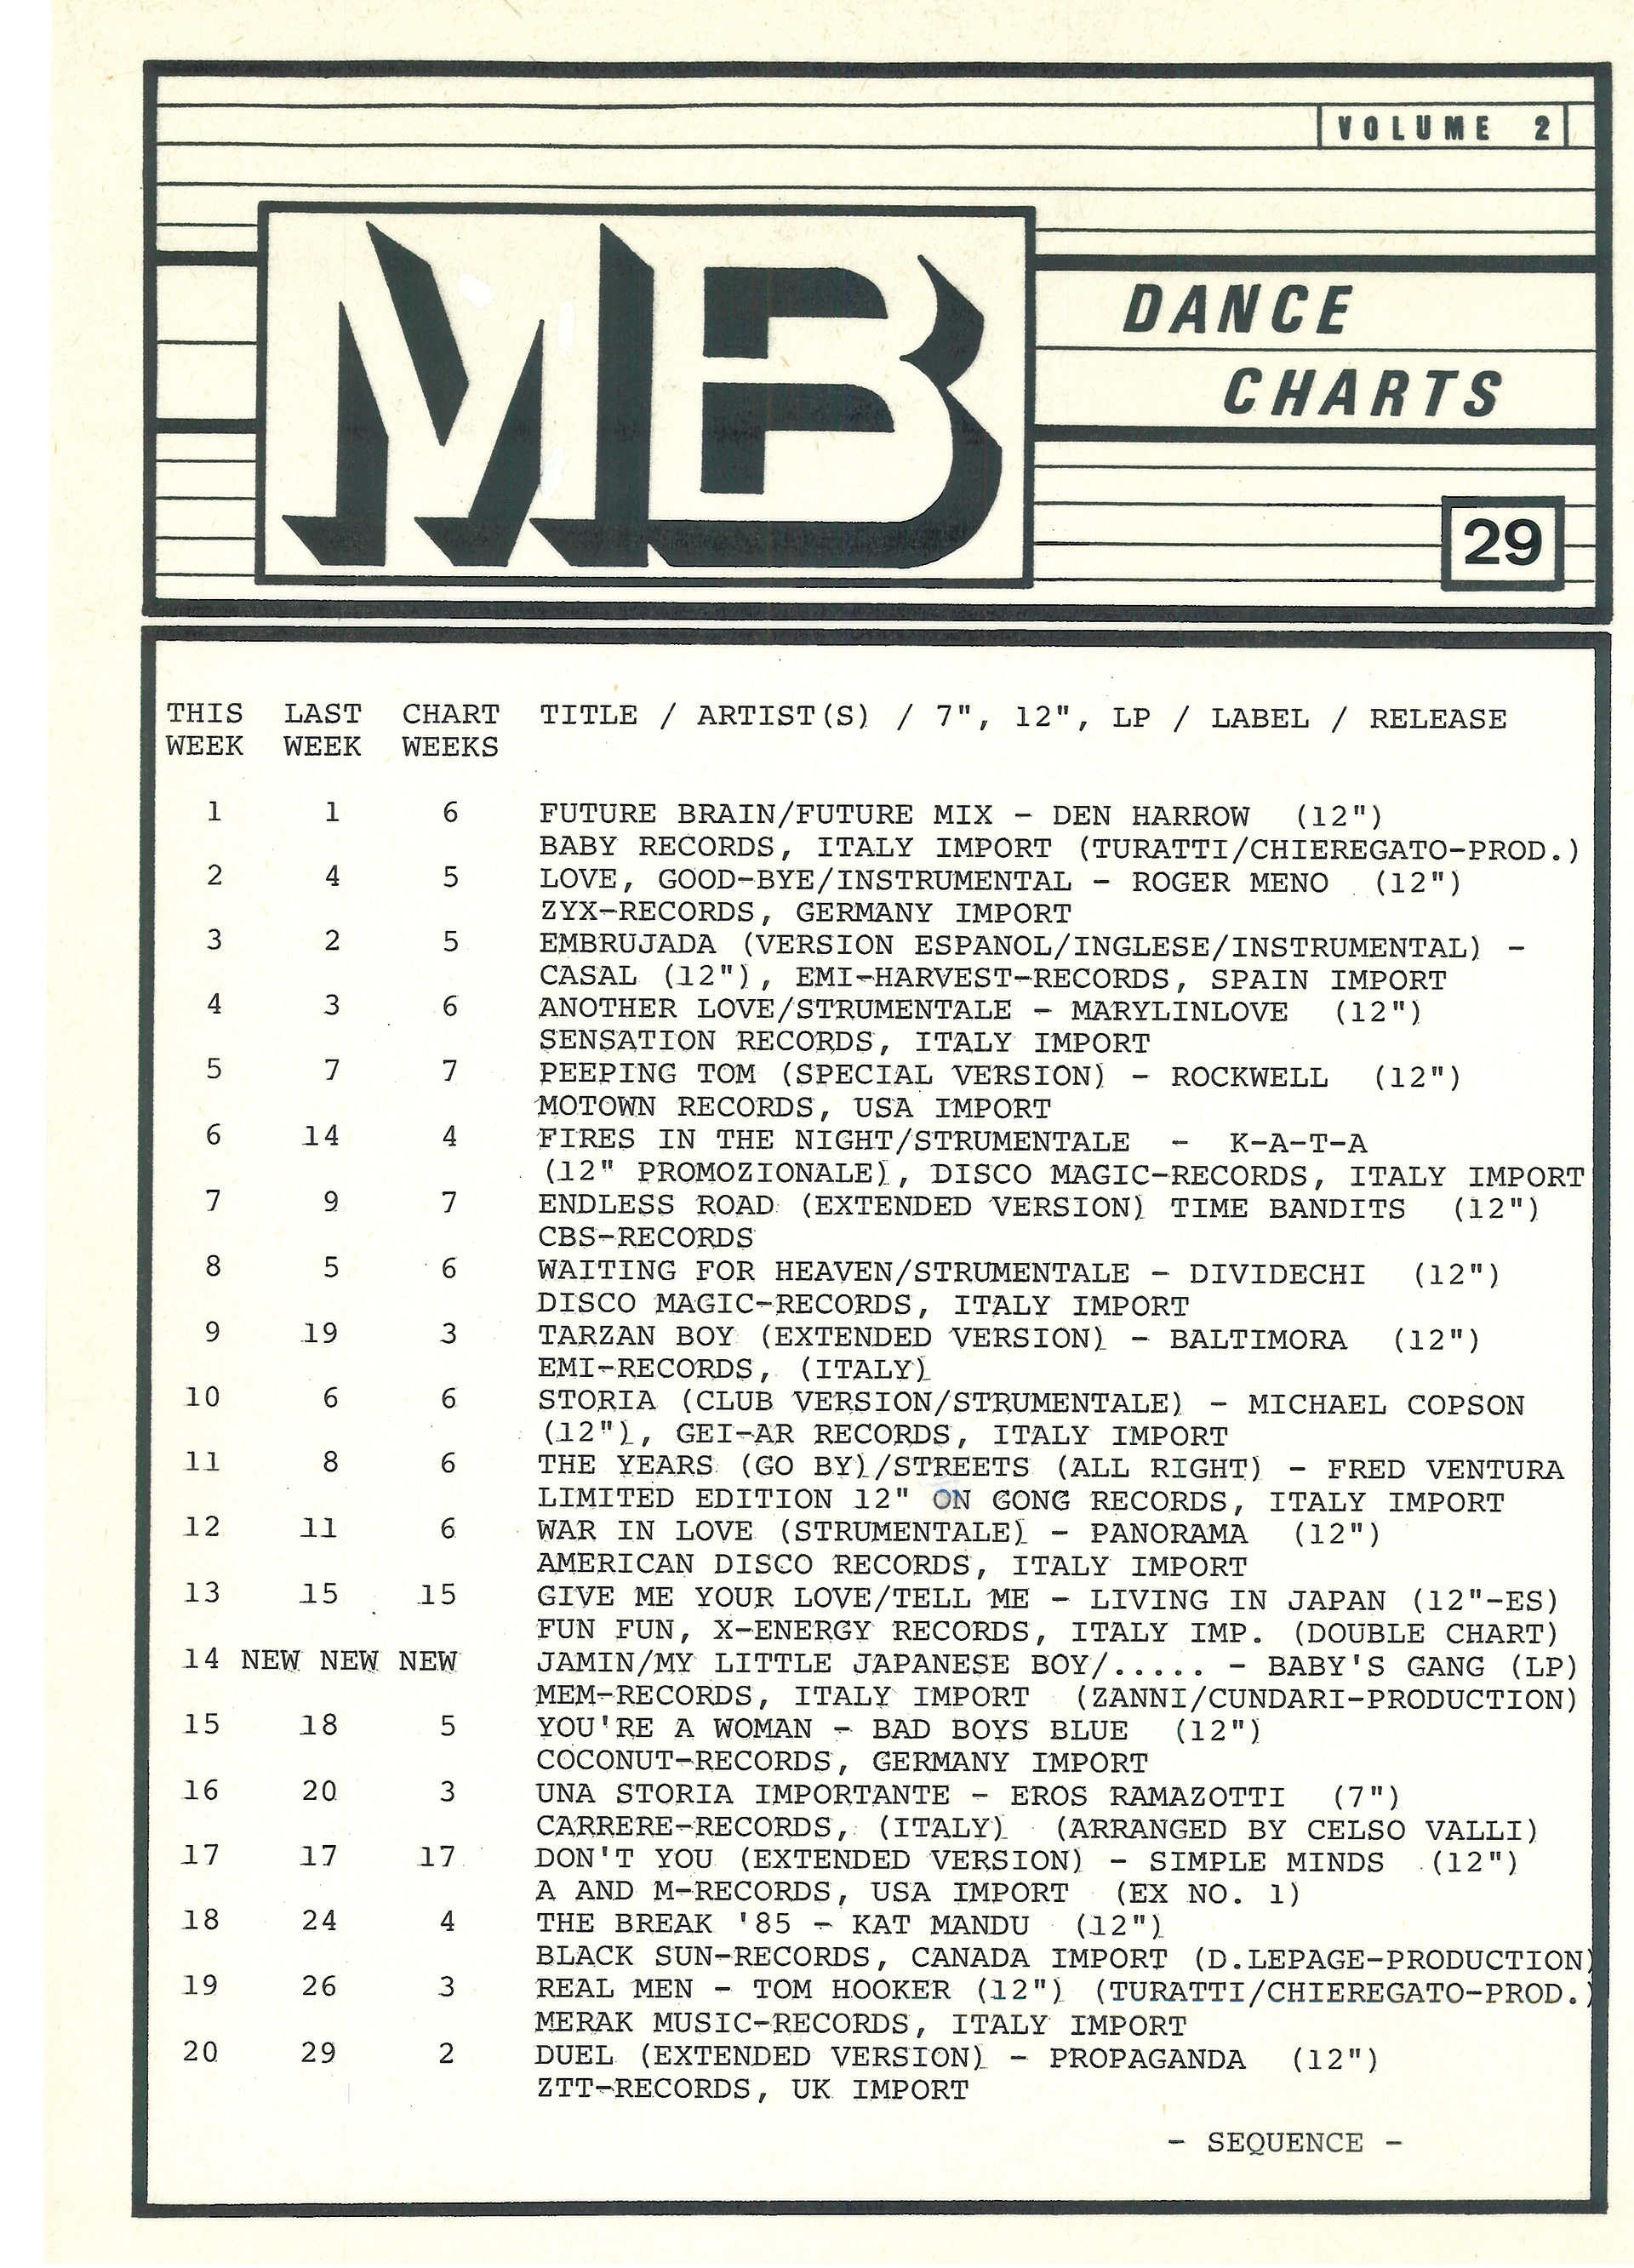 VOLUME 2
MB
DANCE
CHARTS
29
THIS LAST CHART TITLE / ARTIST(S) / 7", 12", LP / LABEL / RELEASE
WEEK WEEK WEEKS
1 1 6 FUTURE BRAIN/FUTURE MIX - DEN HARROW (12")
BABY RECORDS, ITALY IMPORT (TURATTI/CHIEREGATO-PROD.)
2 4 5 LOVE, GOOD-BYE/INSTRUMENTAL - ROGER MENO (12")
ZYX-RECORDS, GERMANY IMPORT
3 2 5 EMBRUJADA (VERSION ESPANOL/INGLESE/INSTRUMENTAL) -
CASAL (12"), EMI-HARVEST-RECORDS, SPAIN IMPORT
4 3 6 ANOTHER LOVE/STRUMENTALE - MARYLINLOVE (12")
SENSATION RECORDS, ITALY IMPORT
5 7 7 PEEPING TOM (SPECIAL VERSION) - ROCKWELL (12")
MOTOWN RECORDS, USA IMPORT
6 14 4 FIRES IN THE NIGHT/STRUMENTALE - K-A-T-A
(12" PROMOZIONALE), DISCO MAGIC-RECORDS, ITALY IMPORT
7 9 7 ENDLESS ROAD (EXTENDED VERSION) TIME BANDITS (12")
CBS-RECORDS
8 5 6 WAITING FOR HEAVEN/STRUMENTALE - DIVIDECHI (12")
DISCO MAGIC-RECORDS, ITALY IMPORT
9 19 3 TARZAN BOY (EXTENDED VERSION) - BALTIMORA (12")
EMI-RECORDS, (ITALY)
10 6 6 STORIA (CLUB VERSION/STRUMENTALE) - MICHAEL COPSON
(12"), GEI-AR RECORDS, ITALY IMPORT
11 8 6 THE YEARS (GO BY)/STREETS (ALL RIGHT) - FRED VENTURA
LIMITED EDITION 12" ON GONG RECORDS, ITALY IMPORT
12 11 6 WAR IN LOVE (STRUMENTALE) - PANORAMA (12")
AMERICAN DISCO RECORDS, ITALY IMPORT
13 15 15 GIVE ME YOUR LOVE/TELL ME - LIVING IN JAPAN (12"-ES)
FUN FUN, X-ENERGY RECORDS, ITALY IMP. (DOUBLE CHART)
14 NEW NEW NEW JAMIN/MY LITTLE JAPANESE BOY/..... - BABY'S GANG (LP)
MEM-RECORDS, ITALY IMPORT (ZANNI/CUNDARI-PRODUCTION)
15 18 5 YOU'RE A WOMAN - BAD BOYS BLUE (12")
COCONUT-RECORDS, GERMANY IMPORT
16 20 3 UNA STORIA IMPORTANTE - EROS RAMAZOTTI (7")
CARRERE-RECORDS, (ITALY) (ARRANGED BY CELSO VALLI)
17 17 17 DON'T YOU (EXTENDED VERSION) - SIMPLE MINDS (12")
A AND M-RECORDS, USA IMPORT (EX NO. 1)
18 24 4 THE BREAK '85 - KAT MANDU (12")
BLACK SUN-RECORDS, CANADA IMPORT (D.LEPAGE-PRODUCTION)
19 26 3 REAL MEN - TOM HOOKER (12") (TURATTI/CHIEREGATO-PROD.)
MERAK MUSIC-RECORDS, ITALY IMPORT
20 29 2 DUEL (EXTENDED VERSION) - PROPAGANDA (12")
ZTT-RECORDS, UK IMPORT
- SEQUENCE -